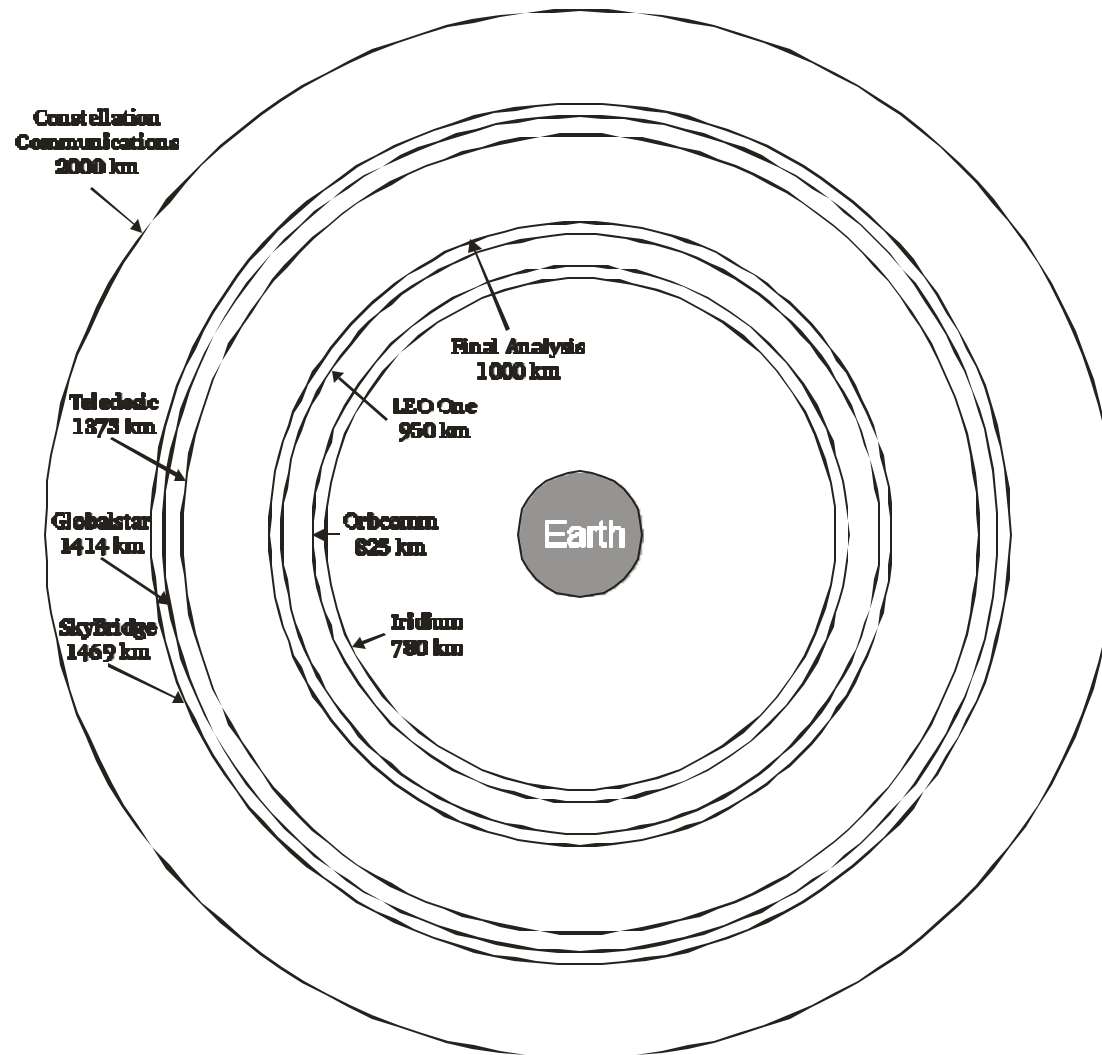 Constellation
Communications
2000 km
Final Analysis
1000 km
Teledesic
1375 km
LEO One
950 km
Globalstar
1414 km
Orbcomm
825 km
Earth
SkyBridge
1469 km
Iridium
780 km